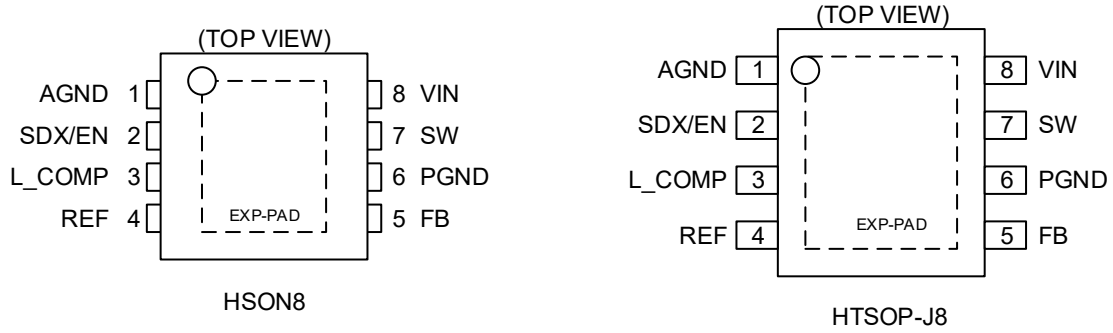 (TOP VIEW)
AGND 1
8 VIN
SDX/EN 2
7 SW
L_COMP 3
6 PGND
REF 4
EXP-PAD
5 FB
HSON8
(TOP VIEW)
AGND 1
8 VIN
SDX/EN 2
7 SW
L_COMP 3
6 PGND
REF 4
EXP-PAD
5 FB
HTSOP-J8